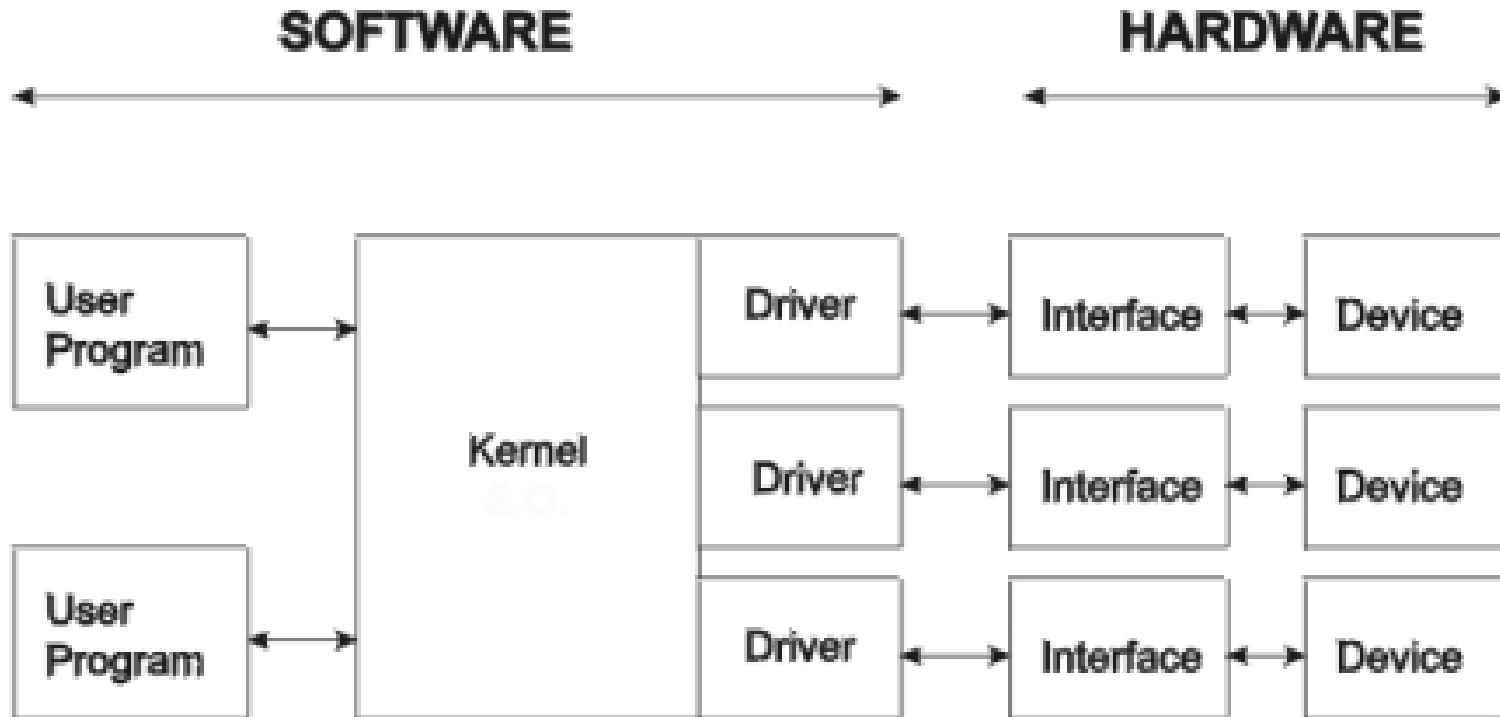 SOFTWARE
HARDWARE
User
Program
Driver
Interface
Device
Kernel
S.O.
Driver
Interface
Device
User
Program
Driver
Interface
Device